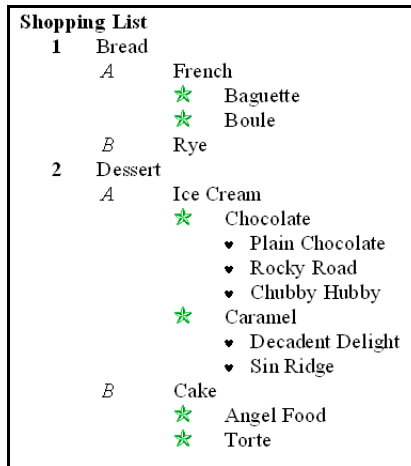 Shopping List
1 Bread
A French
Baguette
Boule
B Rye
2 Dessert
A Ice Cream
Chocolate
Plain Chocolate
Rocky Road
Chubby Hubby
Caramel
Decadent Delight
Sin Ridge
B Cake
Angel Food
Torte